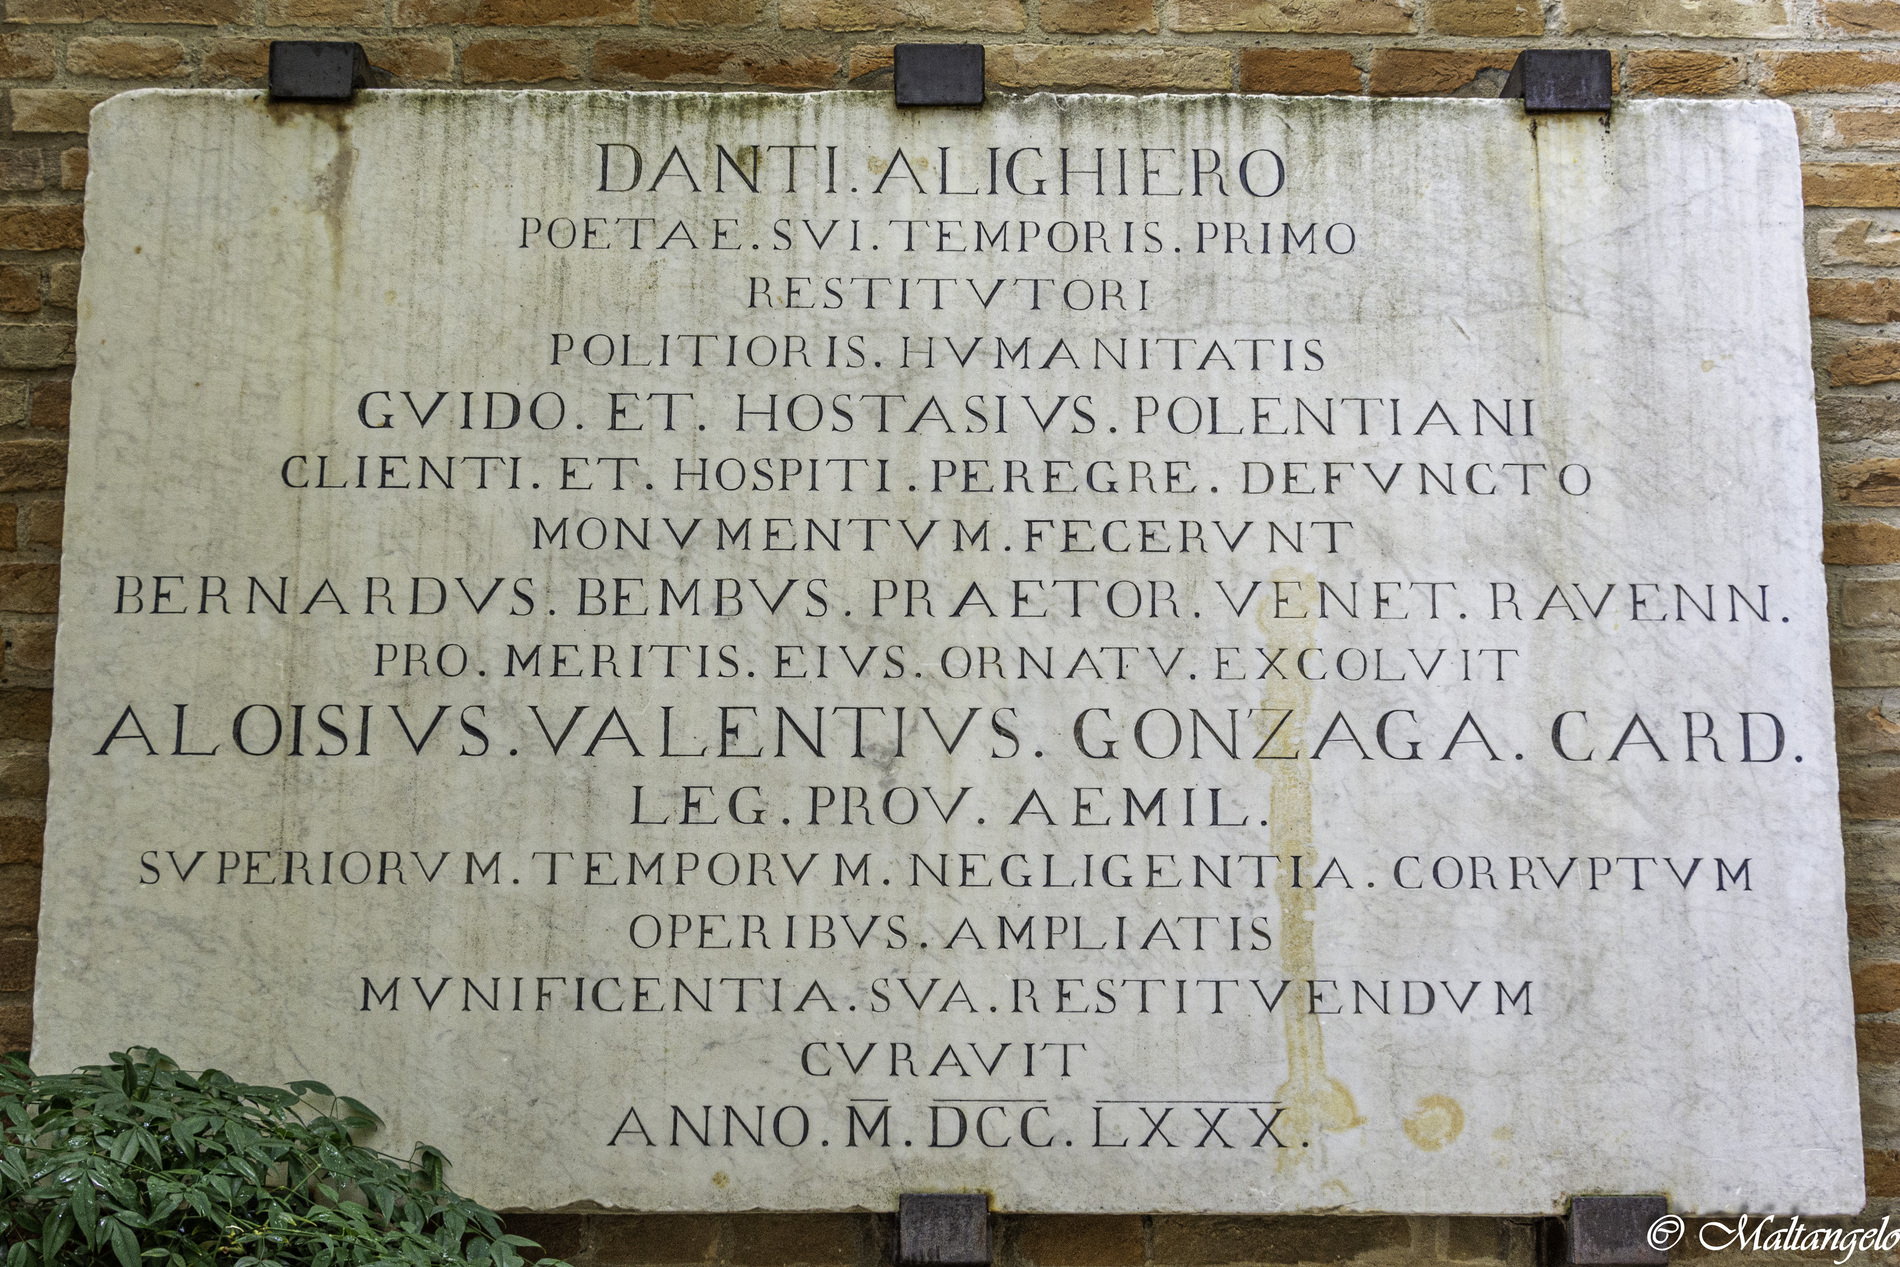 DANTI. ALIGHIERO
POETAE. SVI. TEMPORIS. PRIMO
RESTITVTORI
POLITIORIS. HVMANITATIS
GVIDO. ET. HOSTASIVS. POLENTIANI
CLIENTI. ET. HOSPITI. PEREGRE. DEFVNCTO
MONVMENTVM. FECERVNT
BERNARDVS. BEMBVS. PRAETOR. VENET. RAVENN.
PRO. MERITIS. EIVS. ORNATV. EXCOLVIT
ALOISIVS. VALENTIVS. GONZAGA. CARD.
LEG. PROV. AEMIL.
SVPERIORVM. TEMPORVM. NEGLIGENTIA. CORRVPTVM
OPERIBVS. AMPLIATIS
MVNIFICENTIA. SVA. RESTITVENDVM
CVRAVIT
ANNO. M̅. D̅C̅C̅. L̅X̅X̅X̅.
© Maltangelo